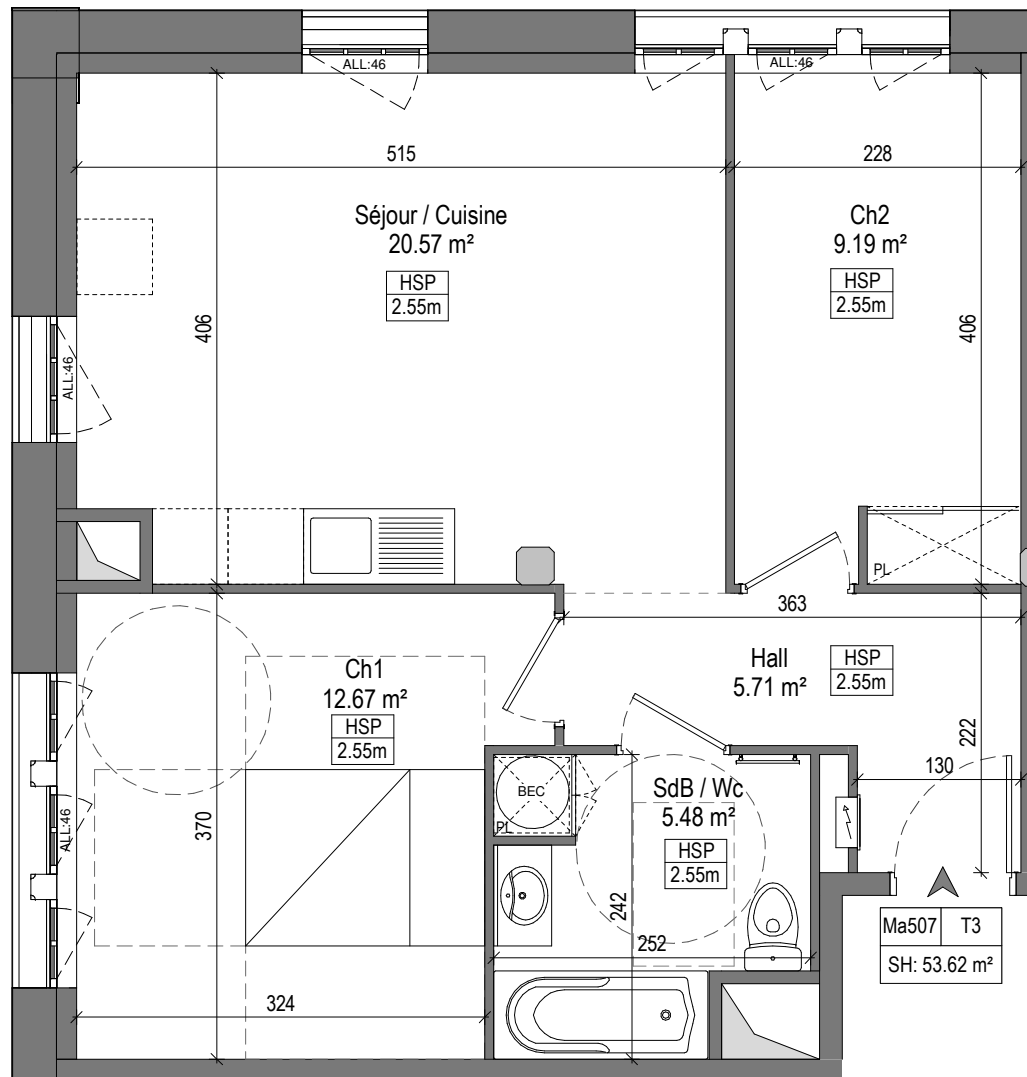 ALL:46
ALL:46
515
228
Séjour / Cuisine
20.57 m²
HSP
2.55m
Ch2
9.19 m²
HSP
2.55m
406
406
ALL:46
PL
363
Ch1
12.67 m²
HSP
2.55m
Hall
5.71 m²
HSP
2.55m
222
130
BEC
PL
SdB / Wc
5.48 m²
HSP
2.55m
ALL:46
370
242
252
324
Ma507 T3
SH: 53.62 m²